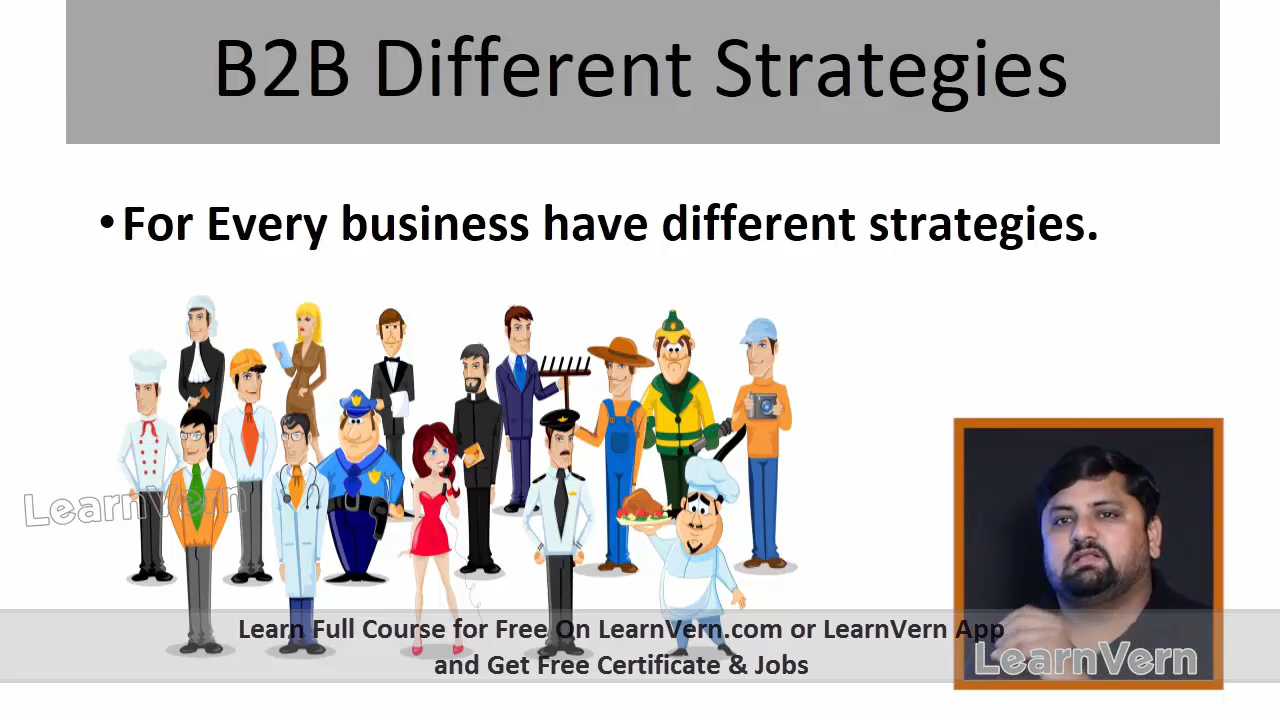 B2B Different Strategies
•For Every business have different strategies.
LearnVern
Learn Full Course for Free On LearnVern.com or LearnVern App
and Get Free Certificate & Jobs
LearnVern